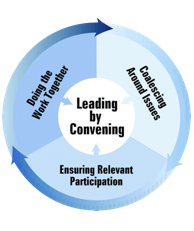 Doing the
Work Together
Coalescing
Around Issues
Leading
by
Convening
Ensuring Relevant
Participation